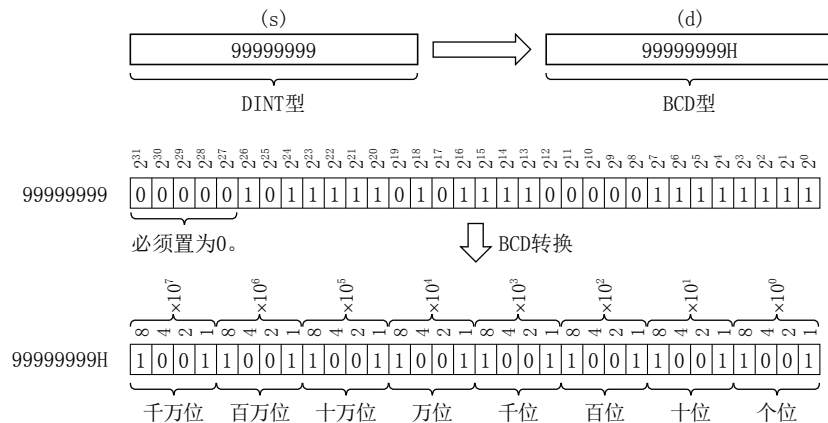 (s) (d)
99999999 99999999H
DINT型 BCD型
2³¹ 2³⁰ 2²⁹ 2²⁸ 2²⁷ 2²⁶ 2²⁵ 2²⁴ 2²³ 2²² 2²¹ 2²⁰ 2¹⁹ 2¹⁸ 2¹⁷ 2¹⁶ 2¹⁵ 2¹⁴ 2¹³ 2¹² 2¹¹ 2¹⁰ 2⁹ 2⁸ 2⁷ 2⁶ 2⁵ 2⁴ 2³ 2² 2¹ 2⁰
99999999 0 0 0 0 0 1 0 1 1 1 1 1 0 1 0 1 1 1 1 0 0 0 0 0 1 1 1 1 1 1 1 1
必须置为0。 BCD转换
×10⁷ ×10⁶ ×10⁵ ×10⁴ ×10³ ×10² ×10¹ ×10⁰
8 4 2 1 8 4 2 1 8 4 2 1 8 4 2 1 8 4 2 1 8 4 2 1 8 4 2 1 8 4 2 1
99999999H 1 0 0 1 1 0 0 1 1 0 0 1 1 0 0 1 1 0 0 1 1 0 0 1 1 0 0 1 1 0 0 1
千万位 百万位 十万位 万位 千位 百位 十位 个位